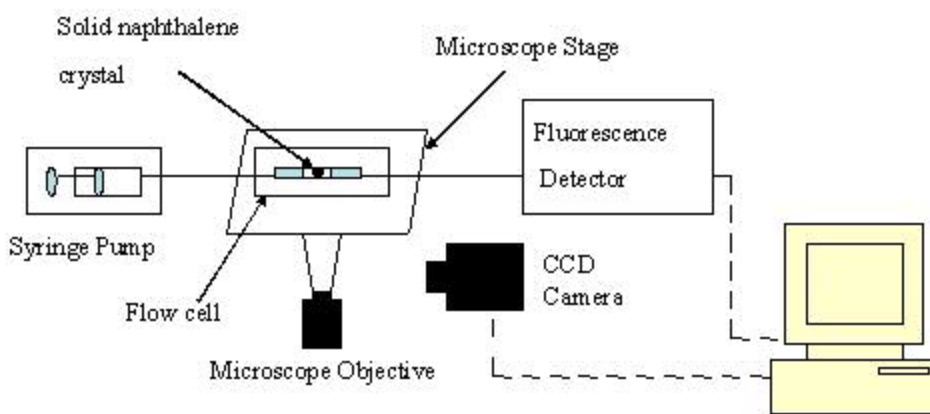 Solid naphthalene
crystal
Microscope Stage
Fluorescence
Detector
Syringe Pump
Flow cell
CCD
Camera
Microscope Objective